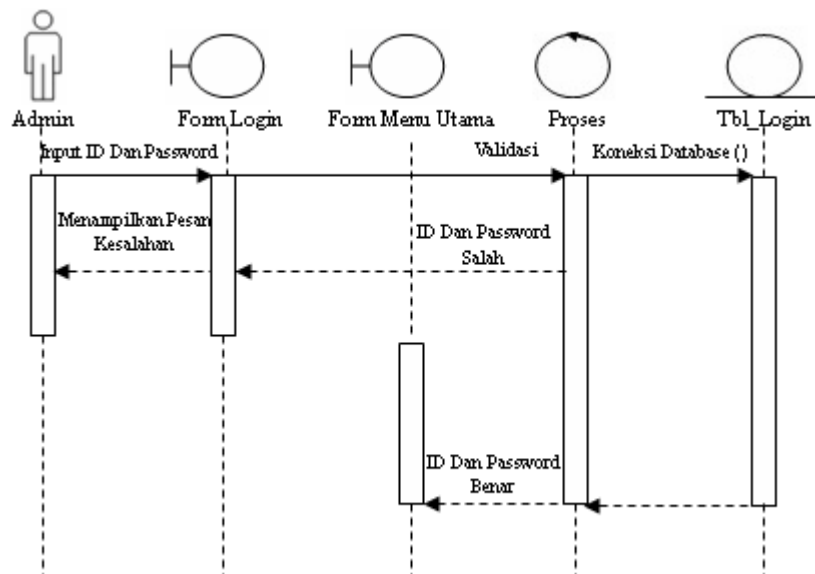 Admin
Form Login
Form Menu Utama
Proses
Tbl_Login
Input ID Dan Password
Validasi
Koneksi Database ()
Menampilkan Pesan
Kesalahan
ID Dan Password
Salah
ID Dan Password
Benar